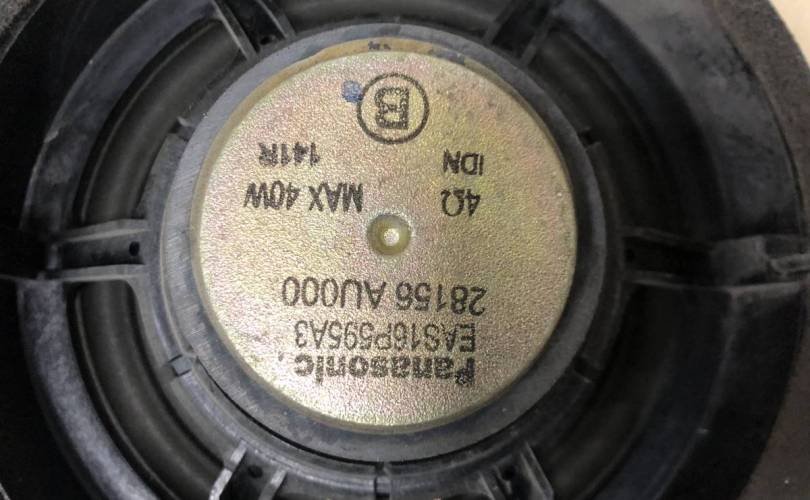 Panasonic
EAS16P595A3
28156 AU000
4Ω MAX 40W
IDN 141R
B